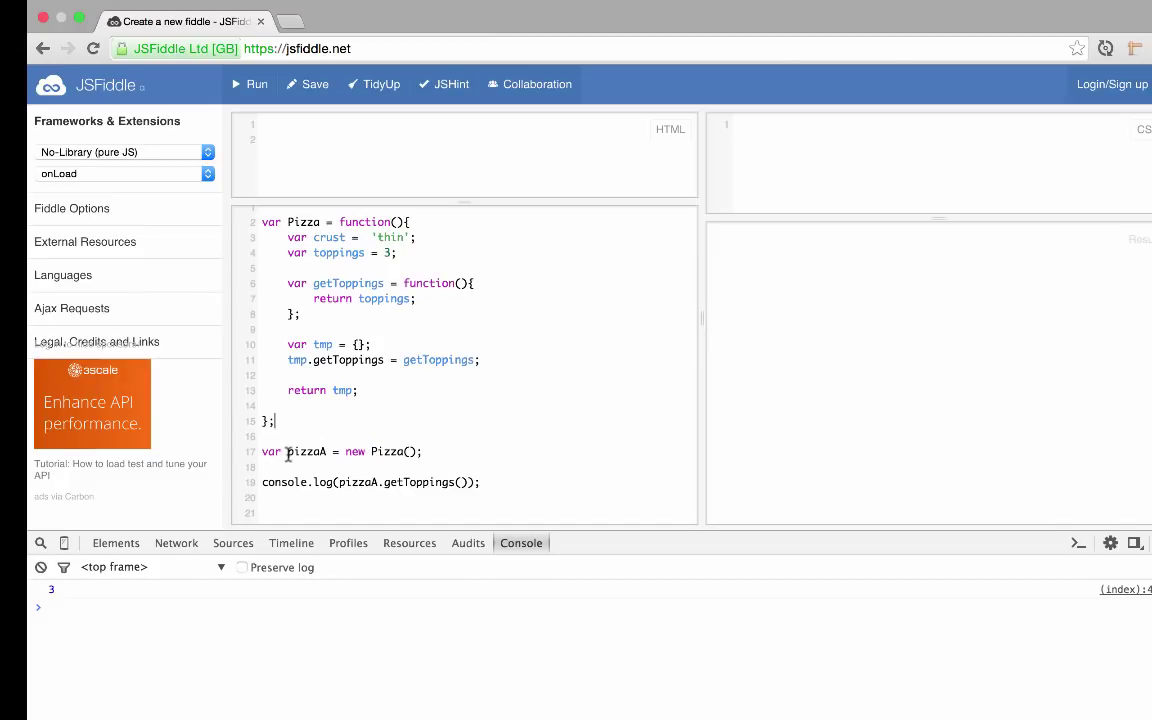 Create a new fiddle - JSFid
JSFiddle Ltd [GB] https://jsfiddle.net
JSFiddle
Run
Save
TidyUp
JSHint
Collaboration
Login/Sign up
Frameworks & Extensions
No-Library (pure JS)
onLoad
Fiddle Options
External Resources
Languages
Ajax Requests
Legal, Credits and Links
3scale
Enhance API
performance.
Tutorial: How to load test and tune your
API
ads via Carbon
1
2
HTML
1
CS
1
2 var Pizza = function(){
3 var crust = 'thin';
4 var toppings = 3;
5
6 var getToppings = function(){
7 return toppings;
8 };
9
10 var tmp = {};
11 tmp.getToppings = getToppings;
12
13 return tmp;
14
15 };
16
17 var pizzaA = new Pizza();
18
19 console.log(pizzaA.getToppings());
20
21
Resu
Elements
Network
Sources
Timeline
Profiles
Resources
Audits
Console
<top frame>
Preserve log
3
(index):4